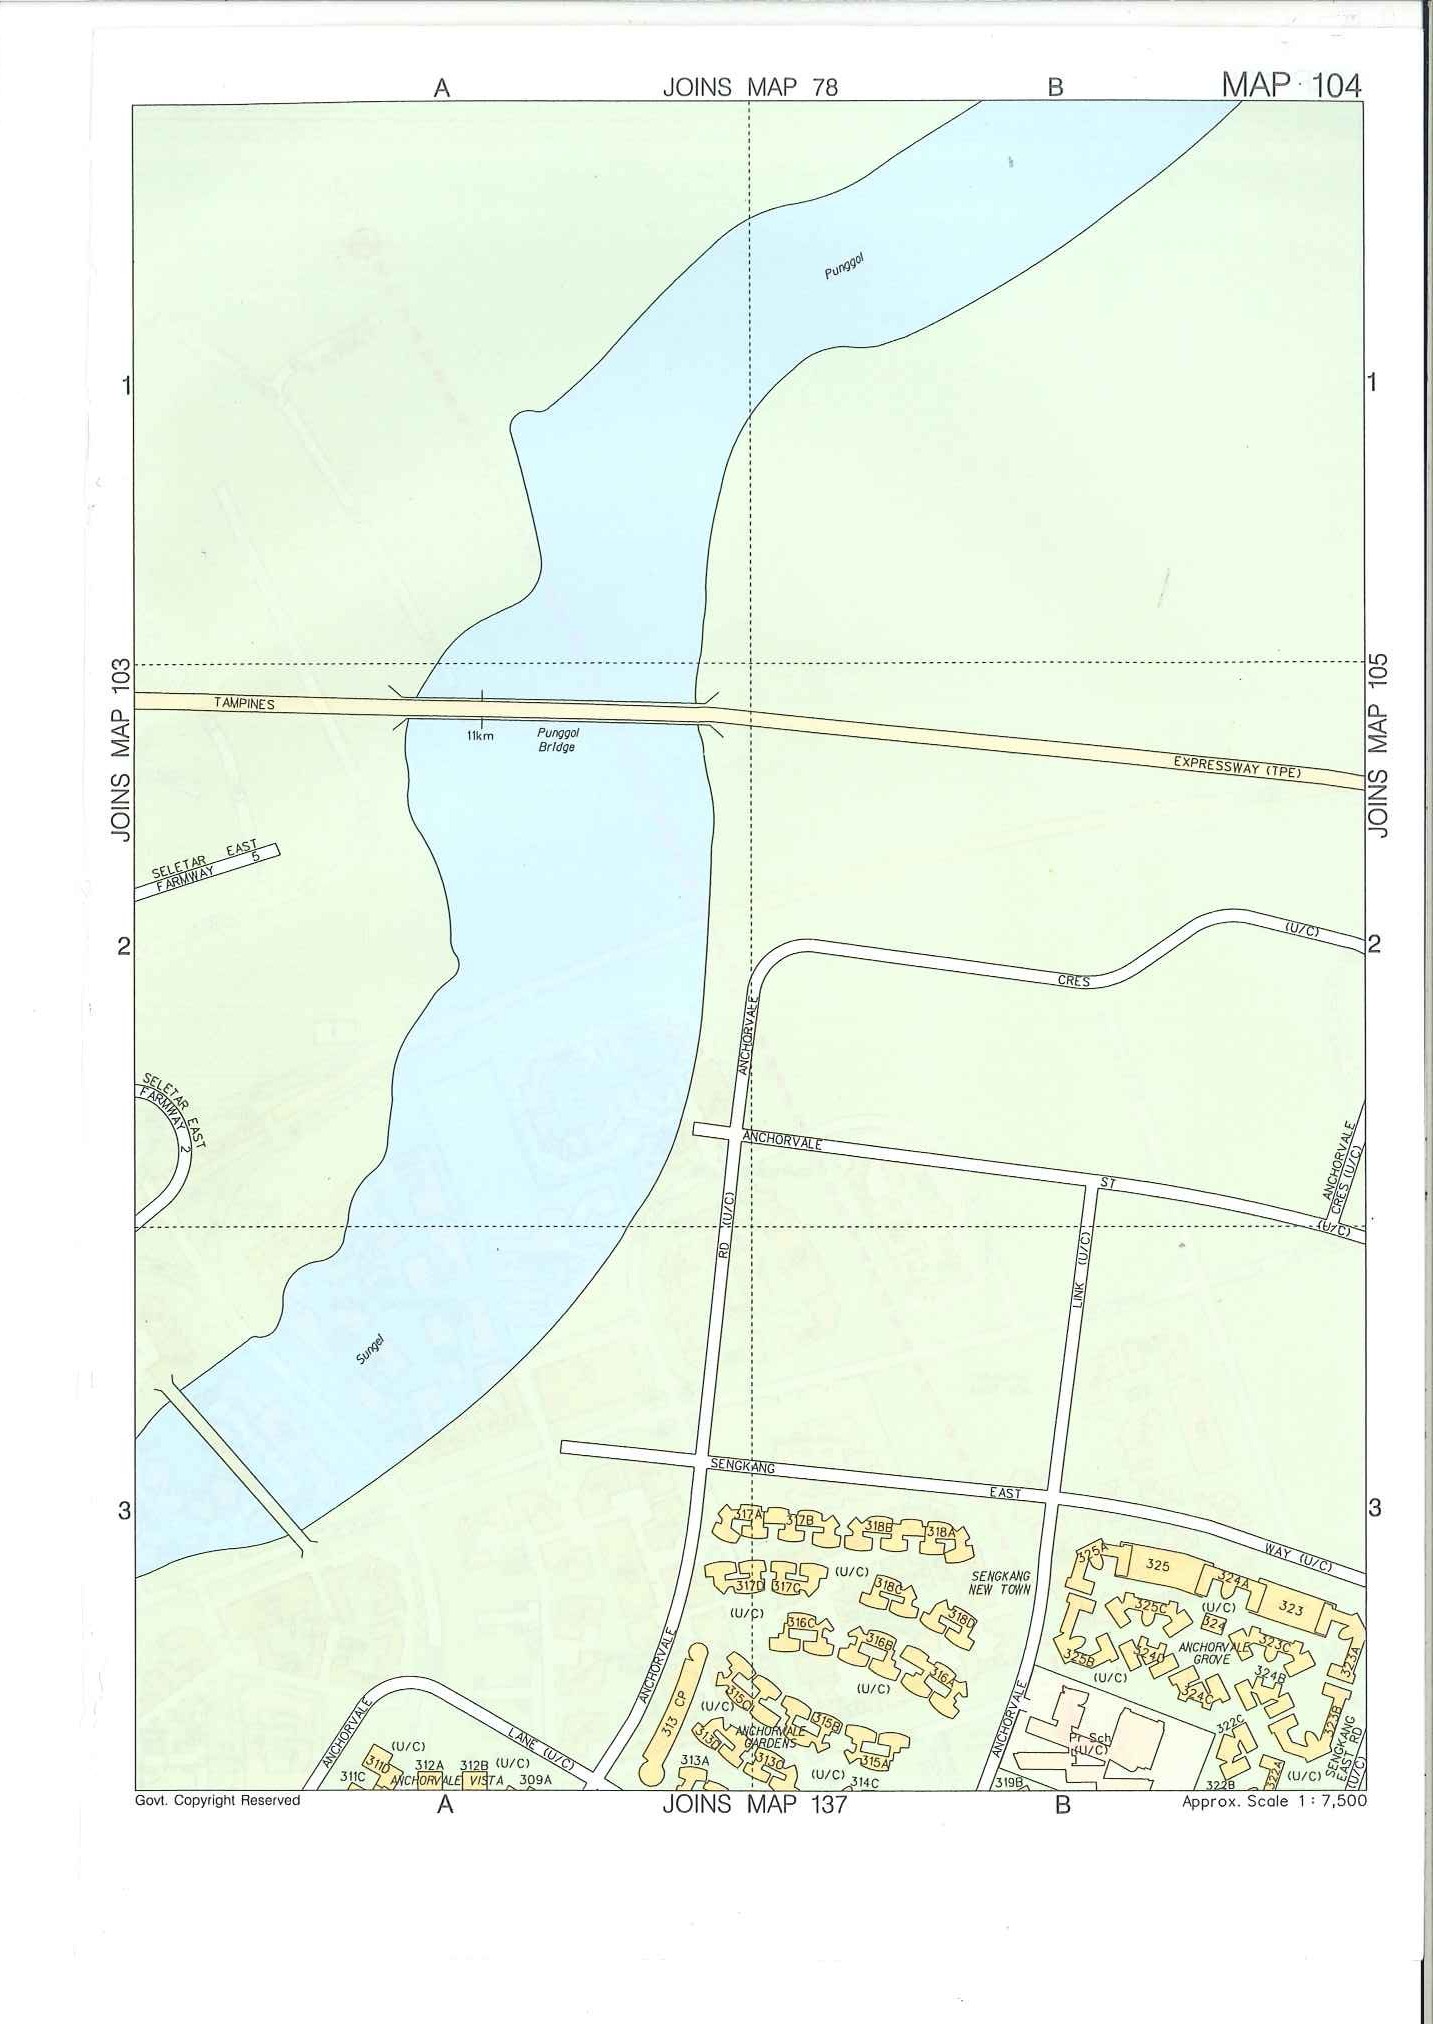 A JOINS MAP 78 B MAP 104
Punggol
1 1
JOINS MAP 103
JOINS MAP 105
TAMPINES
11km
Punggol
Bridge
EXPRESSWAY (TPE)
SELETAR EAST
FARMWAY 5
2 2
(U/C)
CRES
ANCHORVALE
SELETAR EAST
FARMWAY 2
ANCHORVALE
ST
ANCHORVALE
CRES (U/C)
(U/C)
RD (U/C)
LINK (U/C)
Sungei
SENGKANG
EAST
WAY (U/C)
3 3
317A 317B 318B 318A
325A 325 324A 323
317D 317C (U/C) 318C
SENGKANG
NEW TOWN
(U/C) 318D
325C (U/C) 324
316C 316B
ANCHORVALE
GROVE
323C 323A
325B 324D
(U/C) 324C 324B
316A
(U/C)
ANCHORVALE
313 CP
315C
(U/C)
315B
313D
ANCHORVALE
GARDENS
315A
313A 313C
(U/C) 314C
ANCHORVALE
Pr Sch
(U/C)
319B
322C 323B
322B 322A (U/C)
SENGKANG
EAST RD
(U/C)
ANCHORVALE
LANE (U/C)
(U/C)
311D 312A 312B (U/C)
311C ANCHORVALE VISTA 309A
Govt. Copyright Reserved A JOINS MAP 137 B Approx. Scale 1 : 7,500